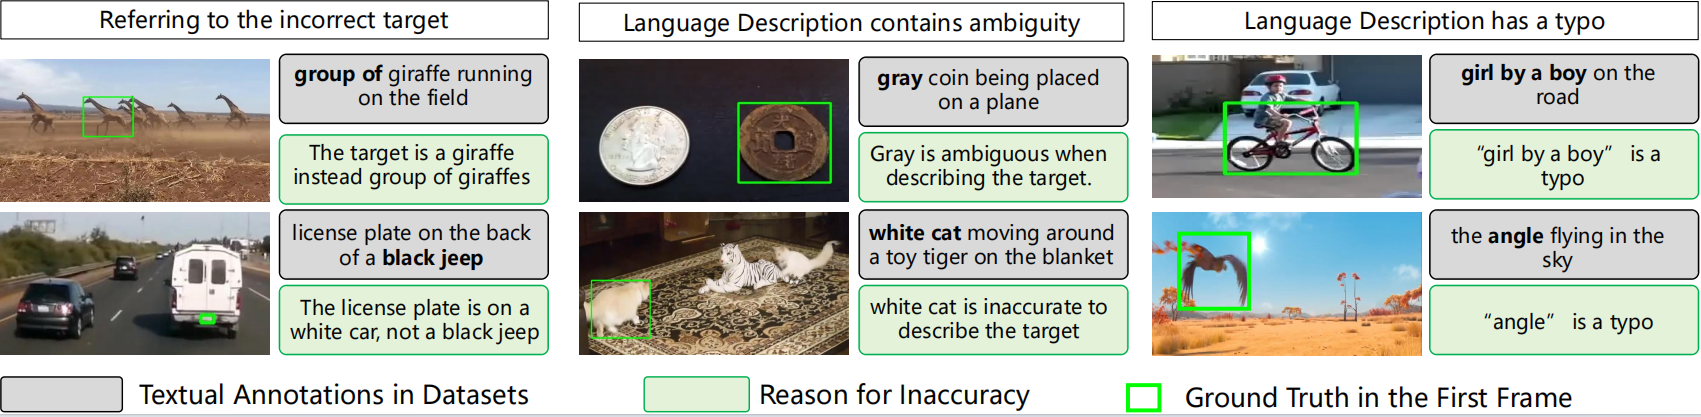 Referring to the incorrect target
group of giraffe running
on the field
The target is a giraffe
instead group of giraffes
license plate on the back
of a black jeep
The license plate is on a
white car, not a black jeep
Language Description contains ambiguity
gray coin being placed
on a plane
Gray is ambiguous when
describing the target.
white cat moving around
a toy tiger on the blanket
white cat is inaccurate to
describe the target
Language Description has a typo
girl by a boy on the
road
“girl by a boy” is a
typo
the angle flying in the
sky
“angle” is a typo
Textual Annotations in Datasets
Reason for Inaccuracy
Ground Truth in the First Frame